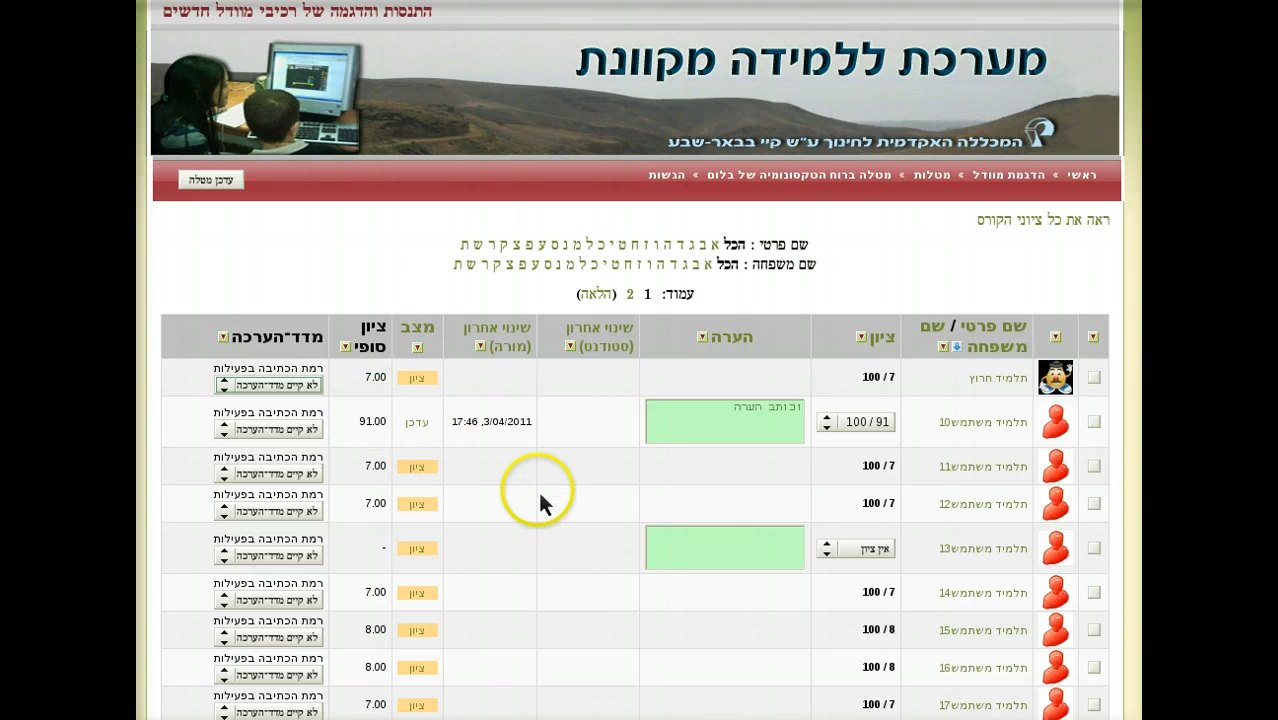 התנסות והדגמה של רכיבי מוודל חדשים
מערכת ללמידה מקוונת
המכללה האקדמית לחינוך ע"ש קיי בבאר-שבע
ראשי » הדגמת מוודל » מטלות » מטלה ברוח הטקסונומיה של בלום » הגשות
עדכן מטלה
ראה את כל ציוני הקורס
שם פרטי : הכל א ב ג ד ה ו ז ח ט י כ ל מ נ ס ע פ צ ק ר ש ת
שם משפחה : הכל א ב ג ד ה ו ז ח ט י כ ל מ נ ס ע פ צ ק ר ש ת
עמוד: 1 2 (הלאה)
שם פרטי / שם משפחה ציון הערה שינוי אחרון (סטודנט) שינוי אחרון (מורה) מצב ציון סופי מדד־הערכה
תלמיד חרוץ 7 / 100 ציון 7.00 רמת הכתיבה בפעילות
לא קיים מדד־הערכה
תלמיד משתמש10 91 / 100 וכותב הערה 3/04/2011, 17:46 עדכן 91.00 רמת הכתיבה בפעילות
לא קיים מדד־הערכה
תלמיד משתמש11 7 / 100 ציון 7.00 רמת הכתיבה בפעילות
לא קיים מדד־הערכה
תלמיד משתמש12 7 / 100 ציון 7.00 רמת הכתיבה בפעילות
לא קיים מדד־הערכה
תלמיד משתמש13 אין ציון ציון - רמת הכתיבה בפעילות
לא קיים מדד־הערכה
תלמיד משתמש14 7 / 100 ציון 7.00 רמת הכתיבה בפעילות
לא קיים מדד־הערכה
תלמיד משתמש15 8 / 100 ציון 8.00 רמת הכתיבה בפעילות
לא קיים מדד־הערכה
תלמיד משתמש16 8 / 100 ציון 8.00 רמת הכתיבה בפעילות
לא קיים מדד־הערכה
תלמיד משתמש17 7 / 100 ציון 7.00 רמת הכתיבה בפעילות
לא קיים מדד־הערכה